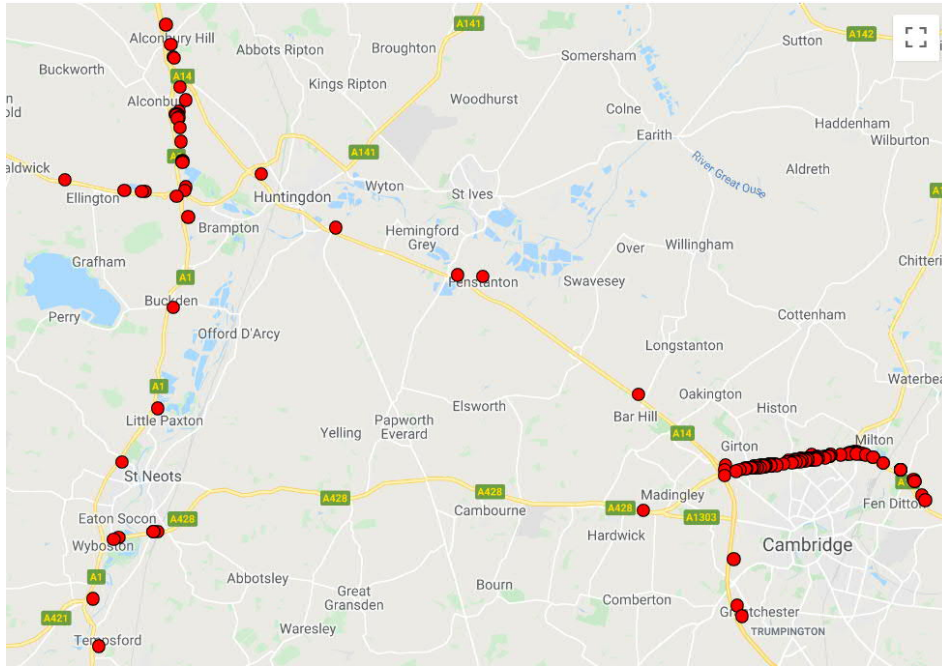 A141
Alconbury Hill
Abbots Ripton
Broughton
Somersham
Sutton
A142
Buckworth
A14
Kings Ripton
Woodhurst
Colne
Haddenham
Wilburton
Earith
A141
River Great Ouse
Aldreth
Ellington
Huntingdon
Wyton
St Ives
Brampton
Hemingford
Grey
Over
Willingham
Grafham
A1
Fenstanton
Swavesey
Buckden
Perry
Offord D'Arcy
Cottenham
Longstanton
A1
Little Paxton
Papworth
Everard
Elsworth
Oakington
Bar Hill
Histon
Yelling
A14
Girton
Milton
St Neots
A428
A428
Madingley
Eaton Socon
A428
Cambourne
A428
A1303
Fen Ditton
Wyboston
Hardwick
Cambridge
A1
Abbotsley
Great
Gransden
Bourn
Comberton
A421
Tempsford
Waresley
TRUMPINGTON